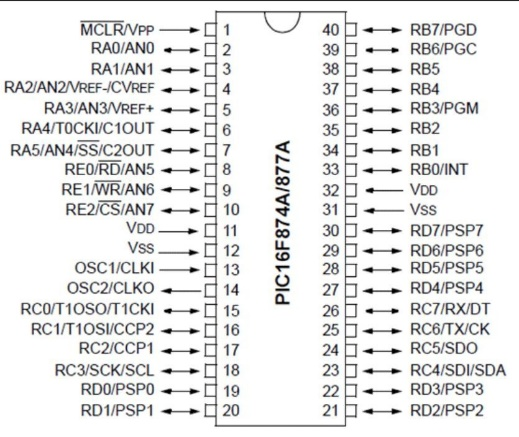 MCLR/VPP 1
RA0/AN0 2
RA1/AN1 3
RA2/AN2/VREF-/CVREF 4
RA3/AN3/VREF+ 5
RA4/T0CKI/C1OUT 6
RA5/AN4/SS/C2OUT 7
RE0/RD/AN5 8
RE1/WR/AN6 9
RE2/CS/AN7 10
VDD 11
VSS 12
OSC1/CLKI 13
OSC2/CLKO 14
RC0/T1OSO/T1CKI 15
RC1/T1OSI/CCP2 16
RC2/CCP1 17
RC3/SCK/SCL 18
RD0/PSP0 19
RD1/PSP1 20
PIC16F874A/877A
40 RB7/PGD
39 RB6/PGC
38 RB5
37 RB4
36 RB3/PGM
35 RB2
34 RB1
33 RB0/INT
32 VDD
31 VSS
30 RD7/PSP7
29 RD6/PSP6
28 RD5/PSP5
27 RD4/PSP4
26 RC7/RX/DT
25 RC6/TX/CK
24 RC5/SDO
23 RC4/SDI/SDA
22 RD3/PSP3
21 RD2/PSP2